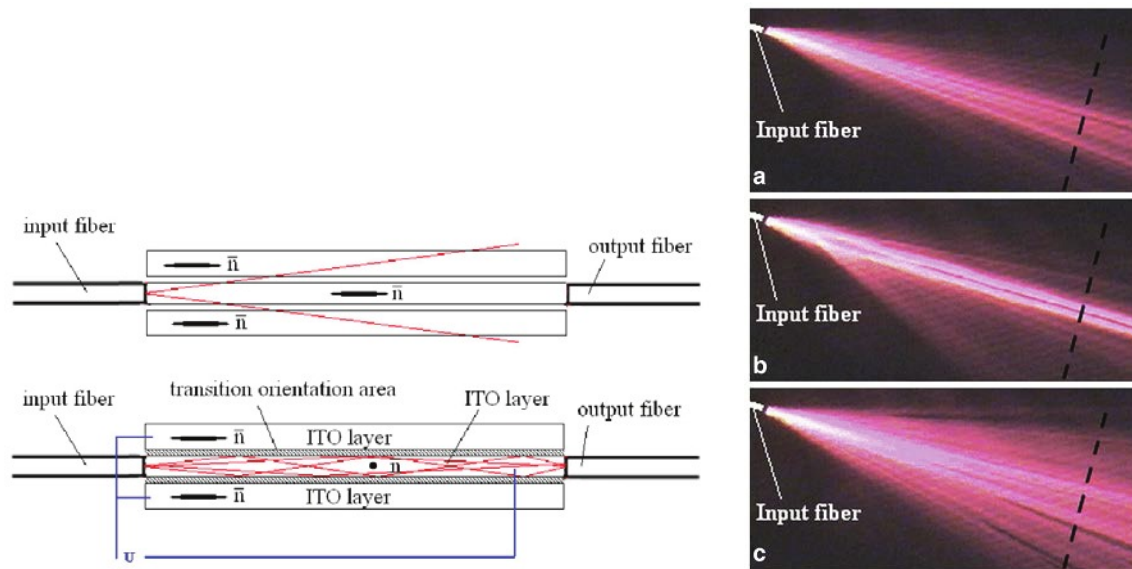 input fiber
n̄
n̄
n̄
output fiber
input fiber
transition orientation area
ITO layer
output fiber
n̄
ITO layer
n
n̄
ITO layer
U
Input fiber
a
Input fiber
b
Input fiber
c